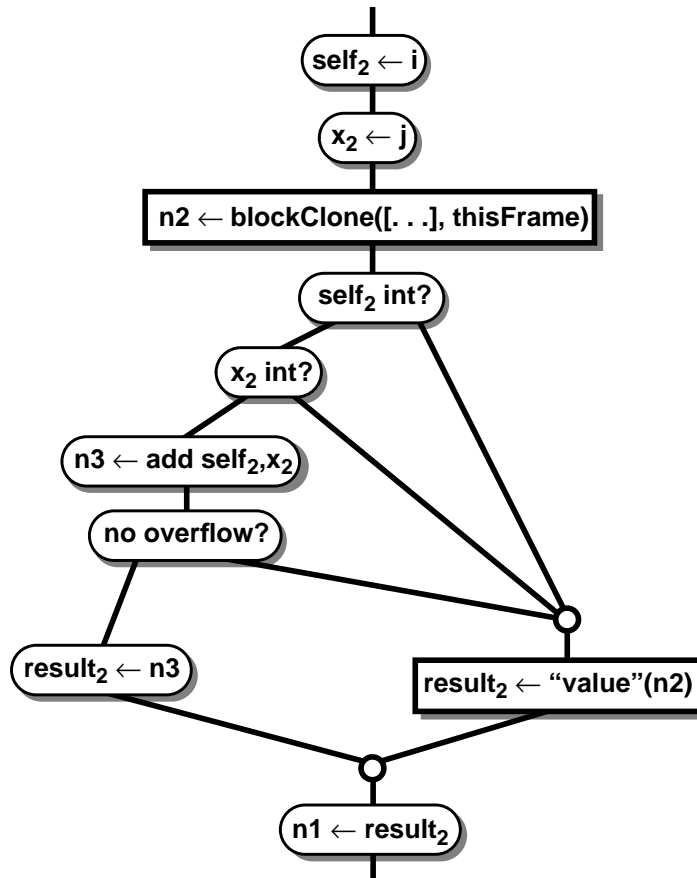 self₂ ← i
x₂ ← j
n2 ← blockClone([. . .], thisFrame)
self₂ int?
x₂ int?
n3 ← add self₂,x₂
no overflow?
result₂ ← n3
result₂ ← “value”(n2)
n1 ← result₂